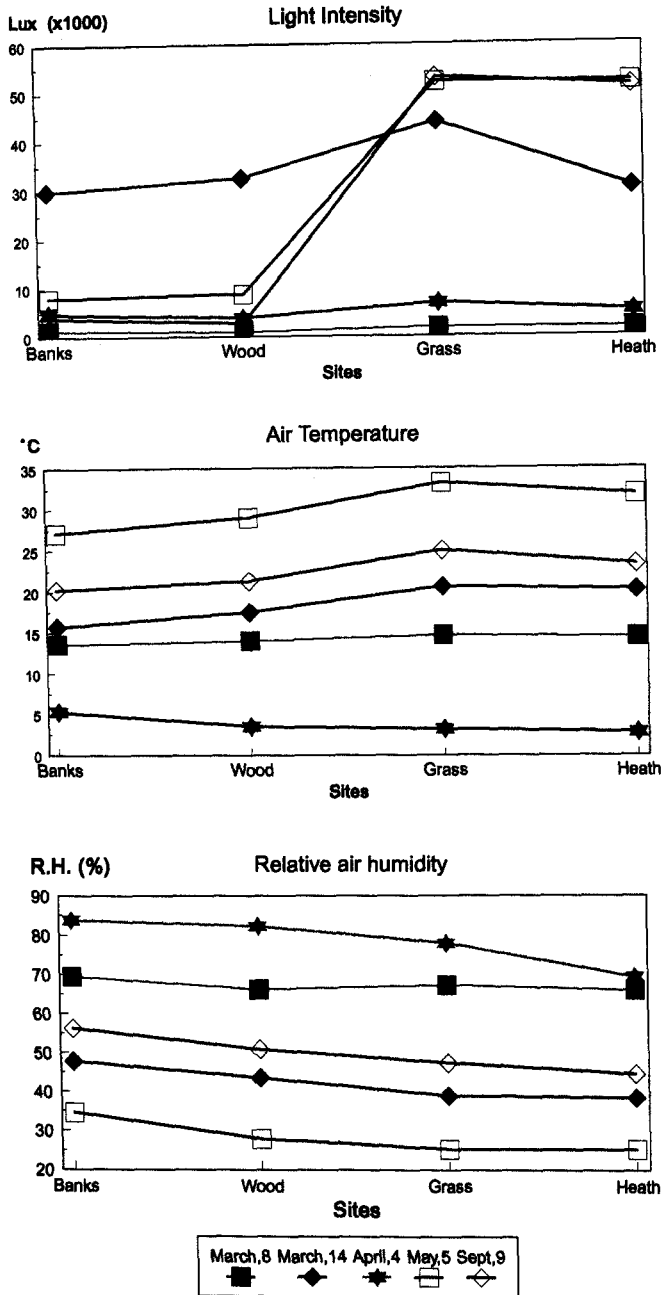 Lux (x1000) Light Intensity
60
50
40
30
20
10
0
Banks Wood Grass Heath
Sites
°C Air Temperature
35
30
25
20
15
10
5
0
Banks Wood Grass Heath
Sites
R.H. (%) Relative air humidity
90
80
70
60
50
40
30
20
Banks Wood Grass Heath
Sites
March,8 March,14 April,4 May,5 Sept,9